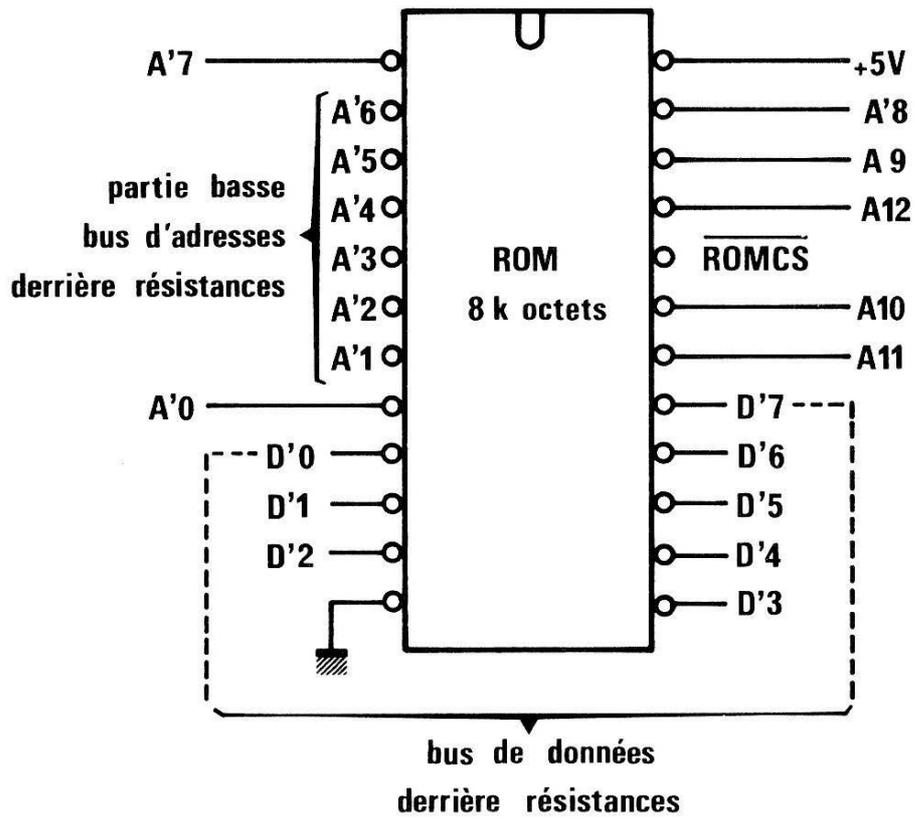 A'7
A'6
A'5
A'4
A'3
A'2
A'1
partie basse
bus d'adresses
derrière résistances
A'0
D'0
D'1
D'2
ROM
8 k octets
+5V
A'8
A 9
A12
ROMCS
A10
A11
D'7
D'6
D'5
D'4
D'3
bus de données
derrière résistances